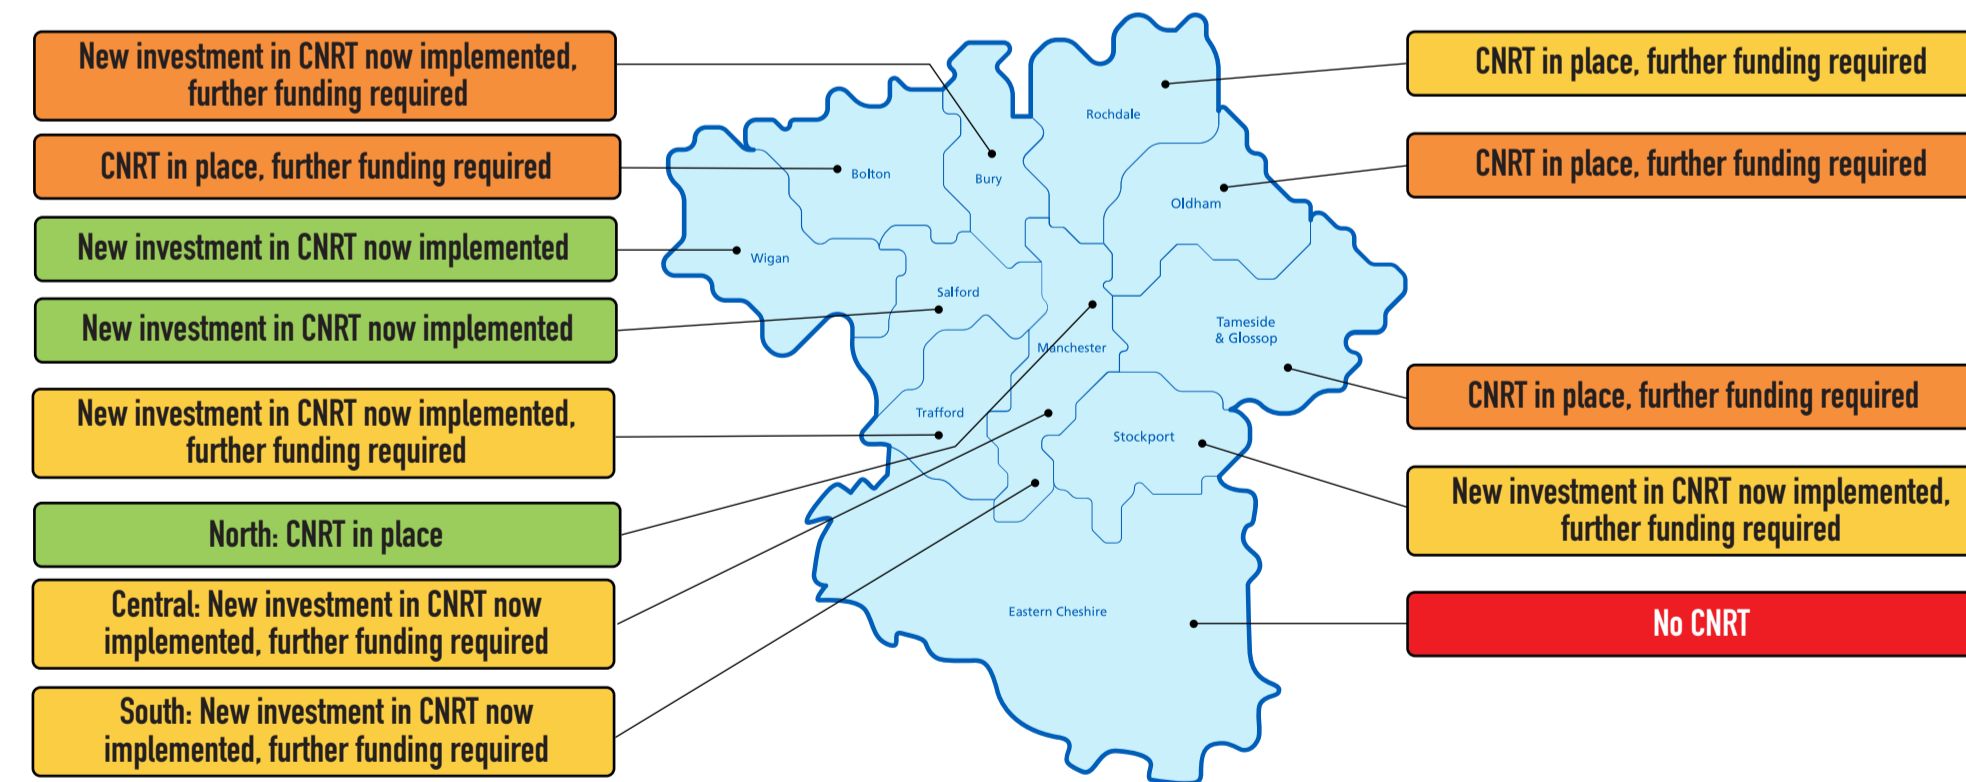 New investment in CNRT now implemented,
further funding required
CNRT in place, further funding required
New investment in CNRT now implemented
New investment in CNRT now implemented
New investment in CNRT now implemented,
further funding required
North: CNRT in place
Central: New investment in CNRT now
implemented, further funding required
South: New investment in CNRT now
implemented, further funding required
Rochdale
Bolton
Bury
Oldham
Wigan
Salford
Tameside
& Glossop
Manchester
Trafford
Stockport
Eastern Cheshire
CNRT in place, further funding required
CNRT in place, further funding required
CNRT in place, further funding required
New investment in CNRT now implemented,
further funding required
No CNRT